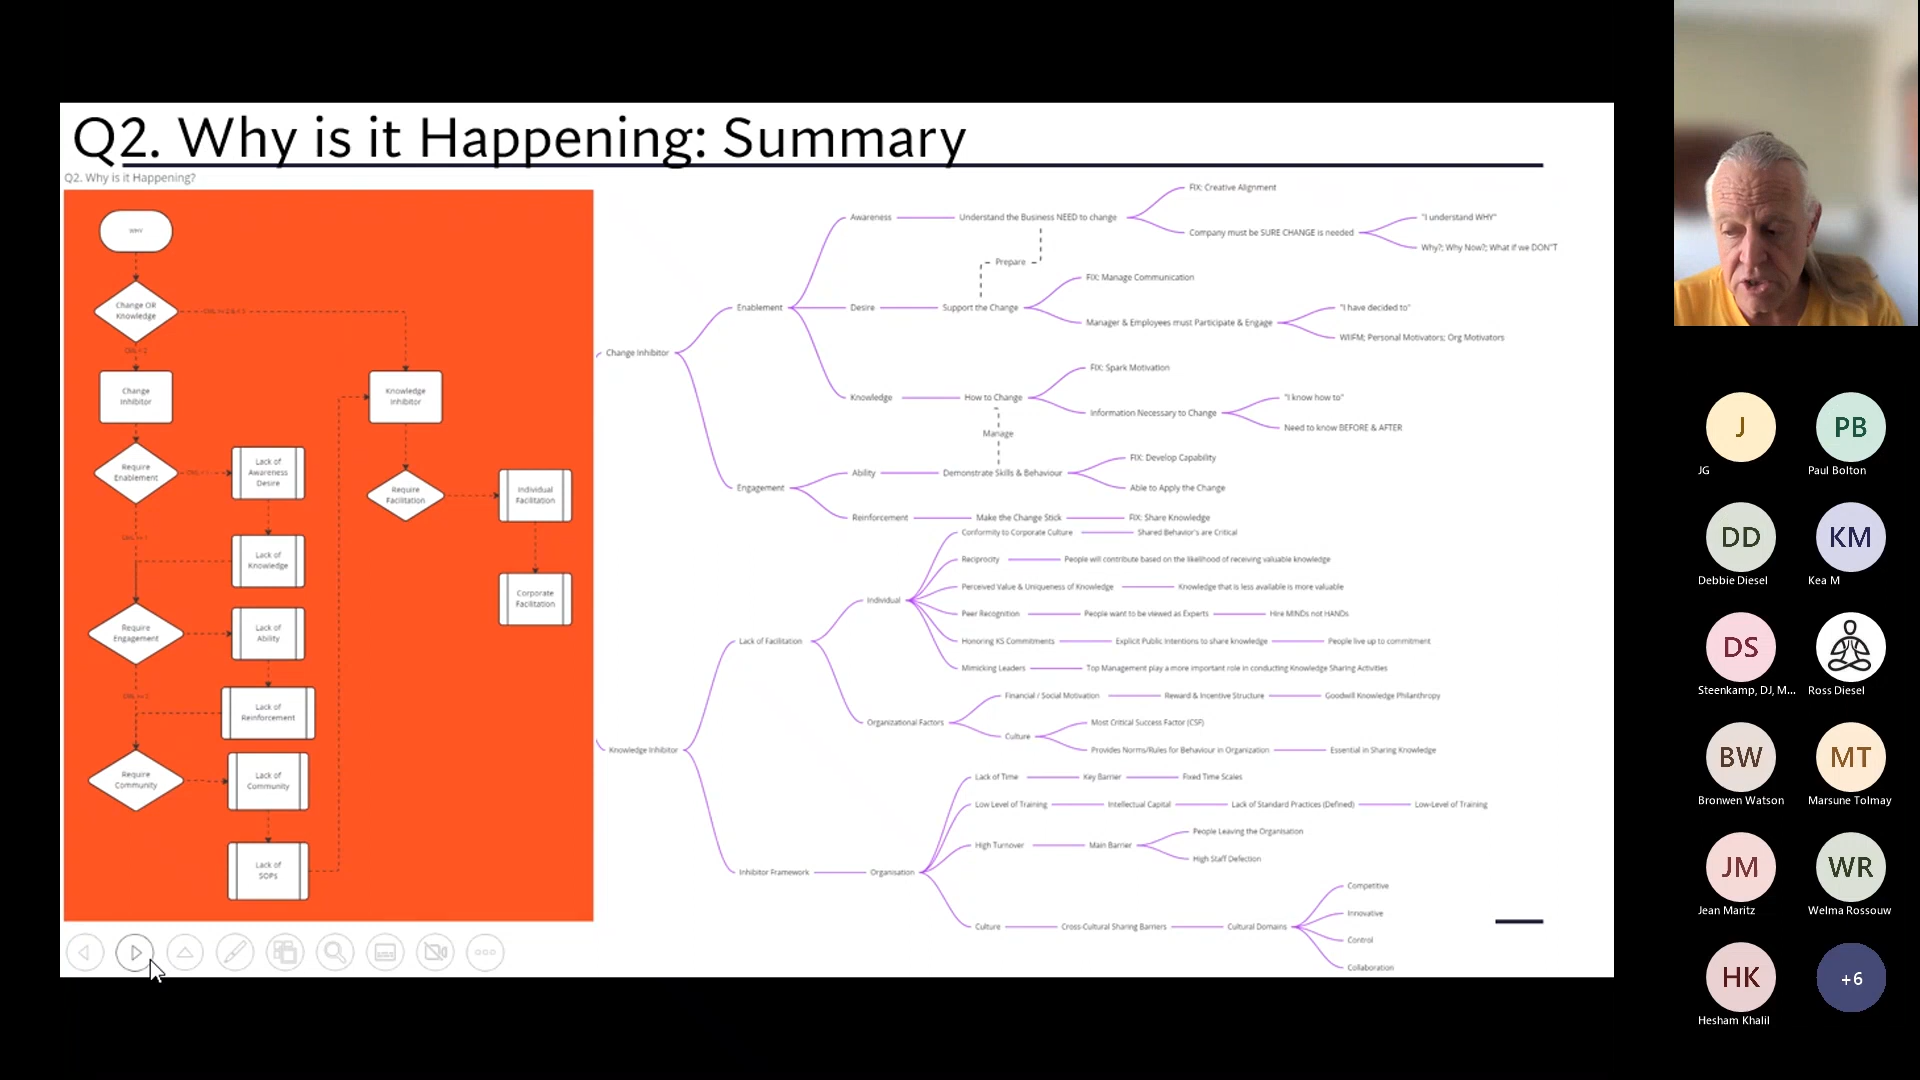 Q2. Why is it Happening: Summary
Q2. Why is it Happening?
WHY
Change OR
Knowledge
Change
Inhibitor
Require
Enablement
Lack of
Awareness
Desire
Lack of
Knowledge
Require
Engagement
Lack of
Ability
Lack of
Reinforcement
Require
Community
Lack of
Community
Lack of
SOPs
Knowledge
Inhibitor
Require
Facilitation
Individual
Facilitation
Corporate
Facilitation
Change Inhibitor
Enablement
Awareness
Understand the Business NEED to change
FIX: Creative Alignment
Company must be SURE CHANGE is needed
"I understand WHY"
Why?; Why Now?; What if we DON"T
Prepare
Desire
Support the Change
FIX: Manage Communication
Manager & Employees must Participate & Engage
"I have decided to"
WIIFM; Personal Motivators; Org Motivators
Knowledge
How to Change
FIX: Spark Motivation
Information Necessary to Change
"I know how to"
Need to know BEFORE & AFTER
Manage
Engagement
Ability
Demonstrate Skills & Behaviour
FIX: Develop Capability
Able to Apply the Change
Reinforcement
Make the Change Stick
FIX: Share Knowledge
Knowledge Inhibitor
Lack of Facilitation
Individual
Conformity to Corporate Culture
Shared Behavior's are Critical
Reciprocity
People will contribute based on the likelihood of receiving valuable knowledge
Perceived Value & Uniqueness of Knowledge
Knowledge that is less available is more valuable
Peer Recognition
People want to be viewed as Experts
Hire MINDs not HANDs
Honoring KS Commitments
Explicit Public Intentions to share knowledge
People live up to commitment
Mimicking Leaders
Top Management play a more important role in conducting Knowledge Sharing Activities
Organizational Factors
Financial / Social Motivation
Reward & Incentive Structure
Goodwill Knowledge Philanthropy
Culture
Most Critical Success Factor (CSF)
Provides Norms/Rules for Behaviour in Organization
Essential in Sharing Knowledge
Inhibitor Framework
Organisation
Lack of Time
Key Barrier
Fixed Time Scales
Low Level of Training
Intellectual Capital
Lack of Standard Practices (Defined)
Low-Level of Training
High Turnover
Main Barrier
People Leaving the Organisation
High Staff Defection
Culture
Cross-Cultural Sharing Barriers
Cultural Domains
Competitive
Innovative
Control
Collaboration
J
JG
PB
Paul Bolton
DD
Debbie Diesel
KM
Kea M
DS
Steenkamp, DJ, M...
Ross Diesel
BW
Bronwen Watson
MT
Marsune Tolmay
JM
Jean Maritz
WR
Welma Rossouw
HK
Hesham Khalil
+6